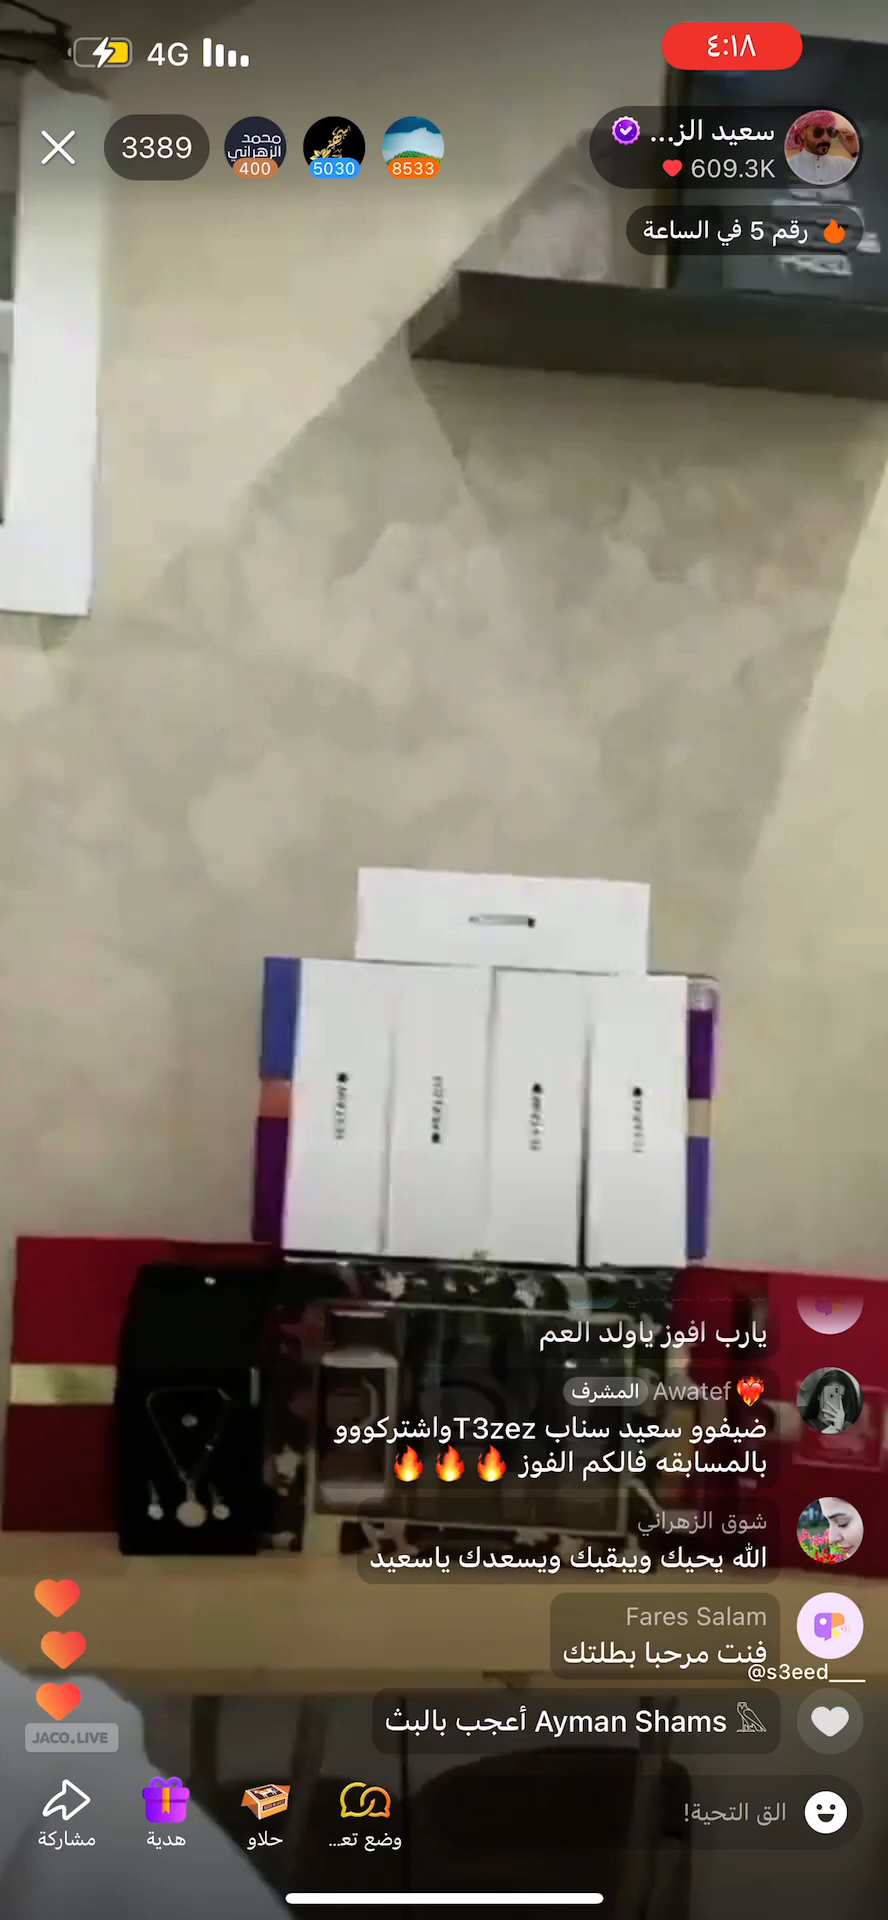 4G
٤:١٨
3389
محمد
الزهراني
400
5030
8533
سعيد الز...
609.3K
رقم 5 في الساعة
يارب افوز ياولد العم
Awatef❤️‍🔥 المشرف
ضيفوو سعيد سناب T3zezواشتركووو
بالمسابقه فالكم الفوز 🔥 🔥 🔥
شوق الزهراني
الله يحيك ويبقيك ويسعدك ياسعيد
Fares Salam
فنت مرحبا بطلتك
@s3eed___
𓅓 Ayman Shams أعجب بالبث
JACO.LIVE
الق التحية!
وضع تعـ...
حلاو
هدية
مشاركة